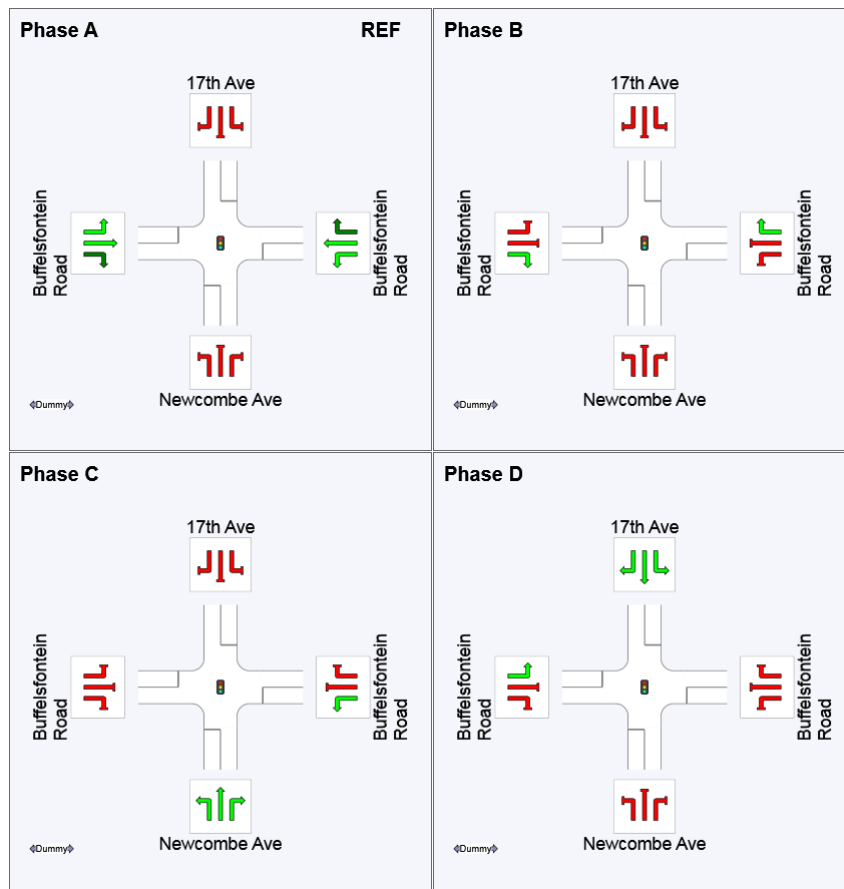 Phase A
REF
17th Ave
Buffelsfontein
Road
Buffelsfontein
Road
Newcombe Ave
Dummy
Phase B
17th Ave
Buffelsfontein
Road
Buffelsfontein
Road
Newcombe Ave
Dummy
Phase C
17th Ave
Buffelsfontein
Road
Buffelsfontein
Road
Newcombe Ave
Dummy
Phase D
17th Ave
Buffelsfontein
Road
Buffelsfontein
Road
Newcombe Ave
Dummy